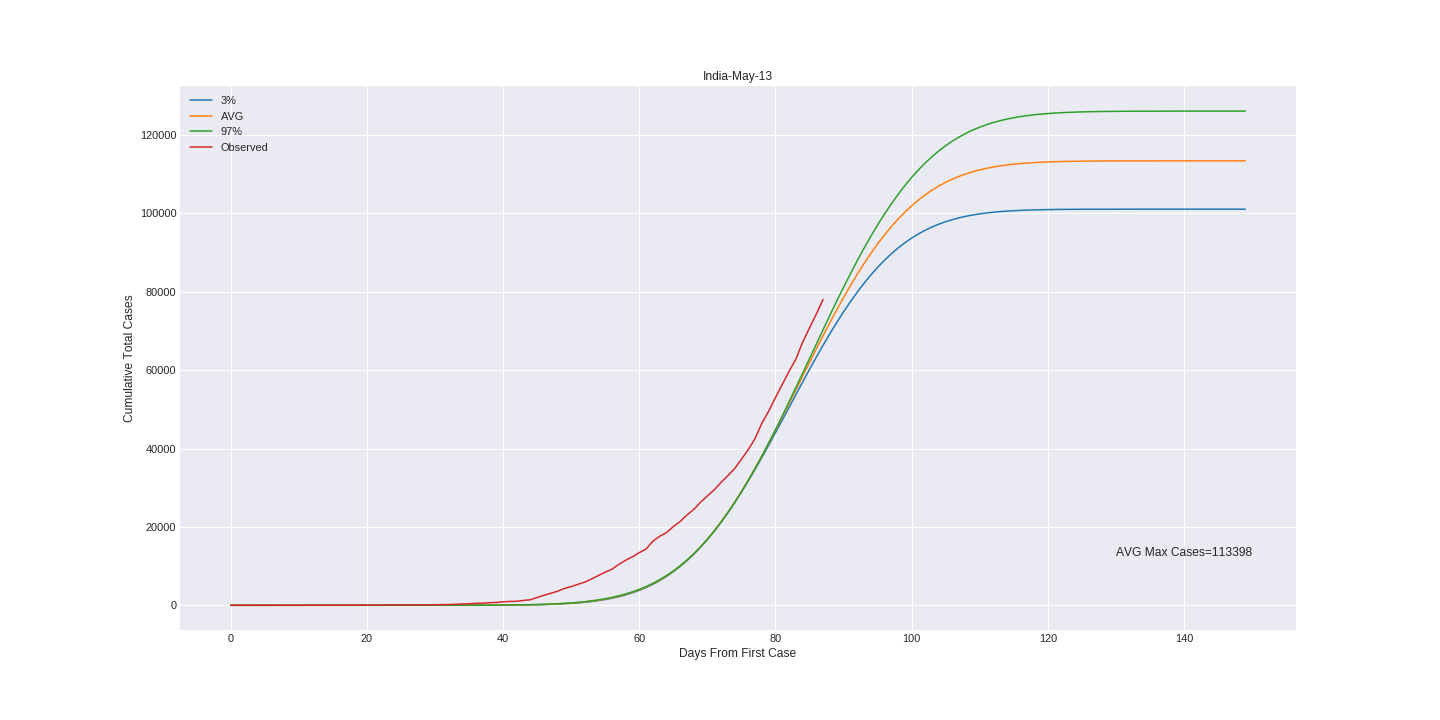 India-May-13
3%
AVG
97%
Observed
120000
100000
80000
60000
40000
20000
0
Cumulative Total Cases
AVG Max Cases=113398
0 20 40 60 80 100 120 140
Days From First Case